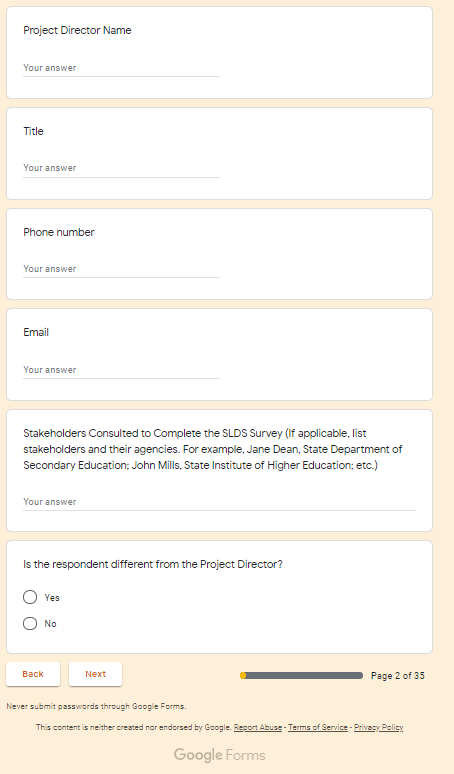 Project Director Name
Your answer
Title
Your answer
Phone number
Your answer
Email
Your answer
Stakeholders Consulted to Complete the SLDS Survey (If applicable, list
stakeholders and their agencies. For example, Jane Dean, State Department of
Secondary Education; John Mills, State Institute of Higher Education; etc.)
Your answer
Is the respondent different from the Project Director?
Yes
No
Back Next Page 2 of 35
Never submit passwords through Google Forms.
This content is neither created nor endorsed by Google. Report Abuse - Terms of Service - Privacy Policy
Google Forms